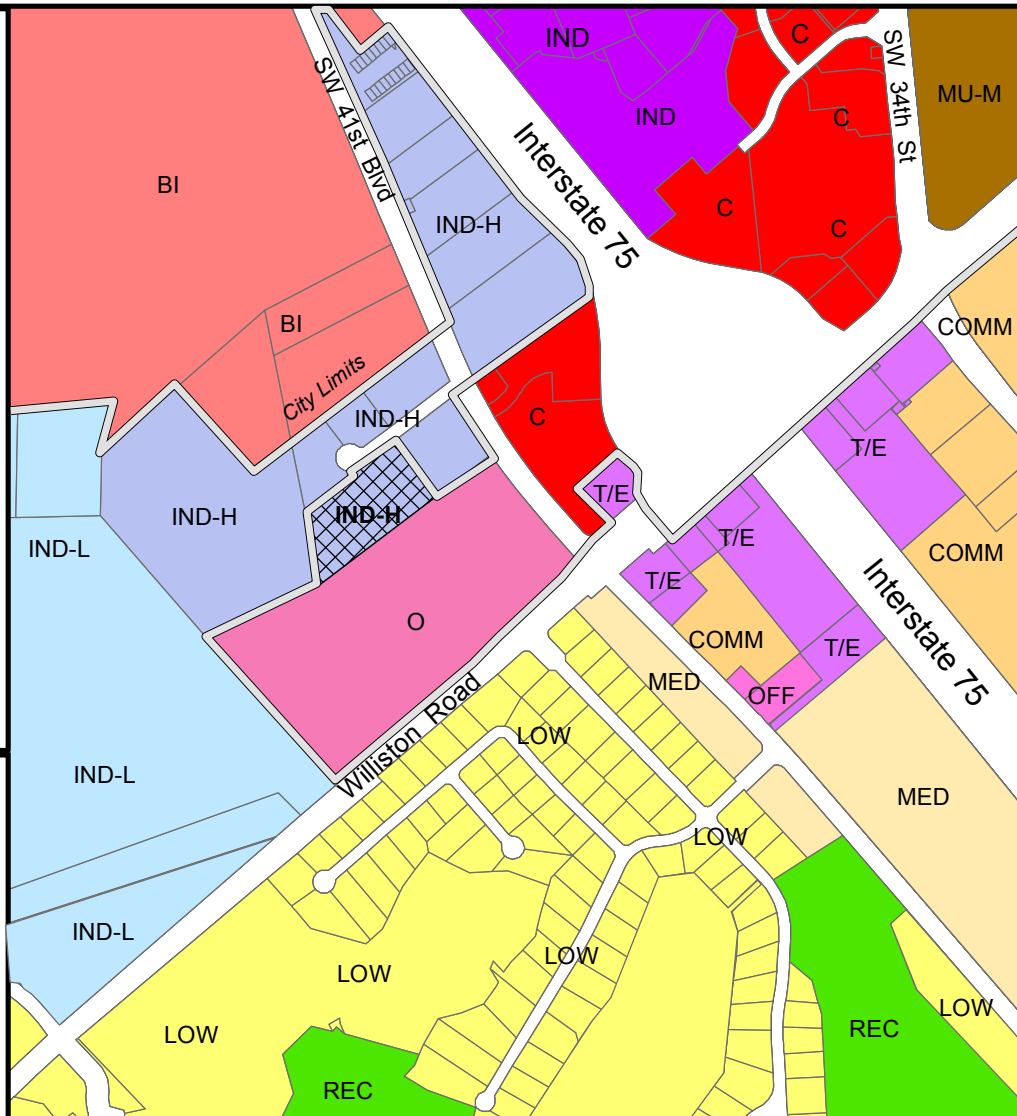 IND
C
SW 34th St
MU-M
SW 41st Blvd
IND
C
Interstate 75
BI
C
IND-H
C
BI
COMM
City Limits
IND-H
C
T/E
T/E
IND-H
IND-H
T/E
IND-L
COMM
T/E
Interstate 75
O
COMM
T/E
MED
OFF
Williston Road
LOW
IND-L
MED
LOW
IND-L
LOW
LOW
LOW
LOW
REC
REC